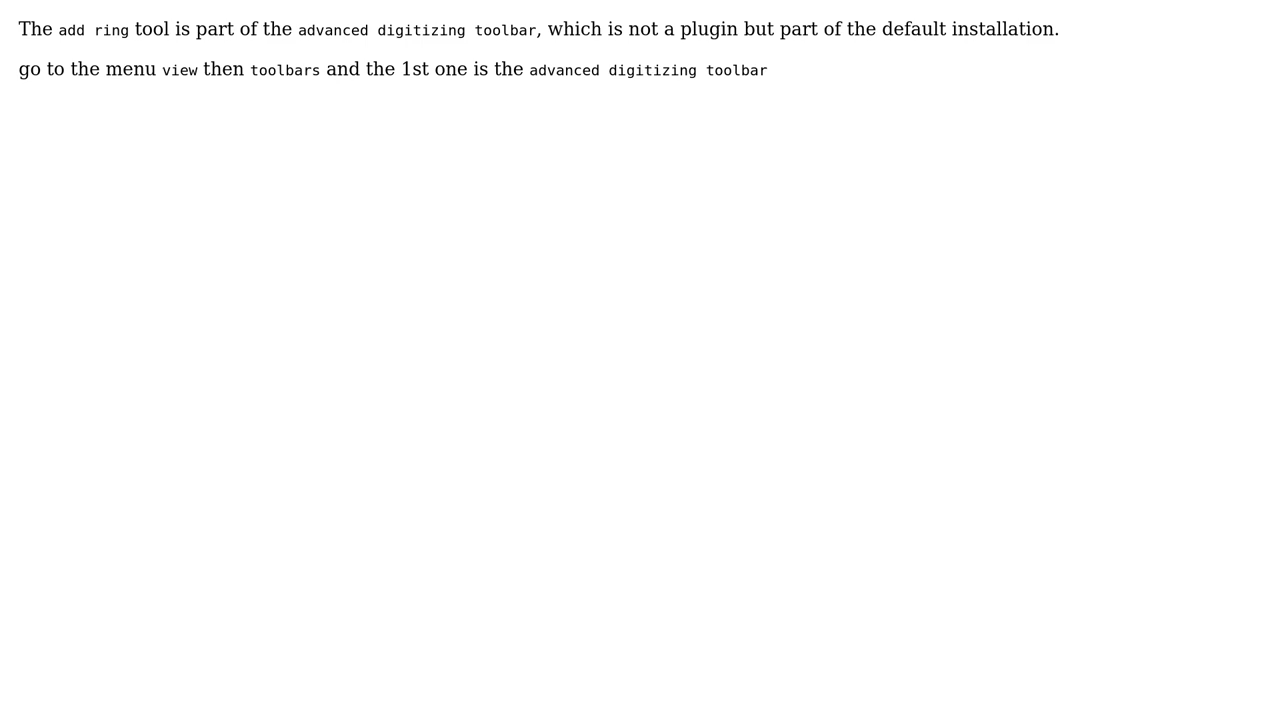 The add ring tool is part of the advanced digitizing toolbar, which is not a plugin but part of the default installation.
go to the menu view then toolbars and the 1st one is the advanced digitizing toolbar